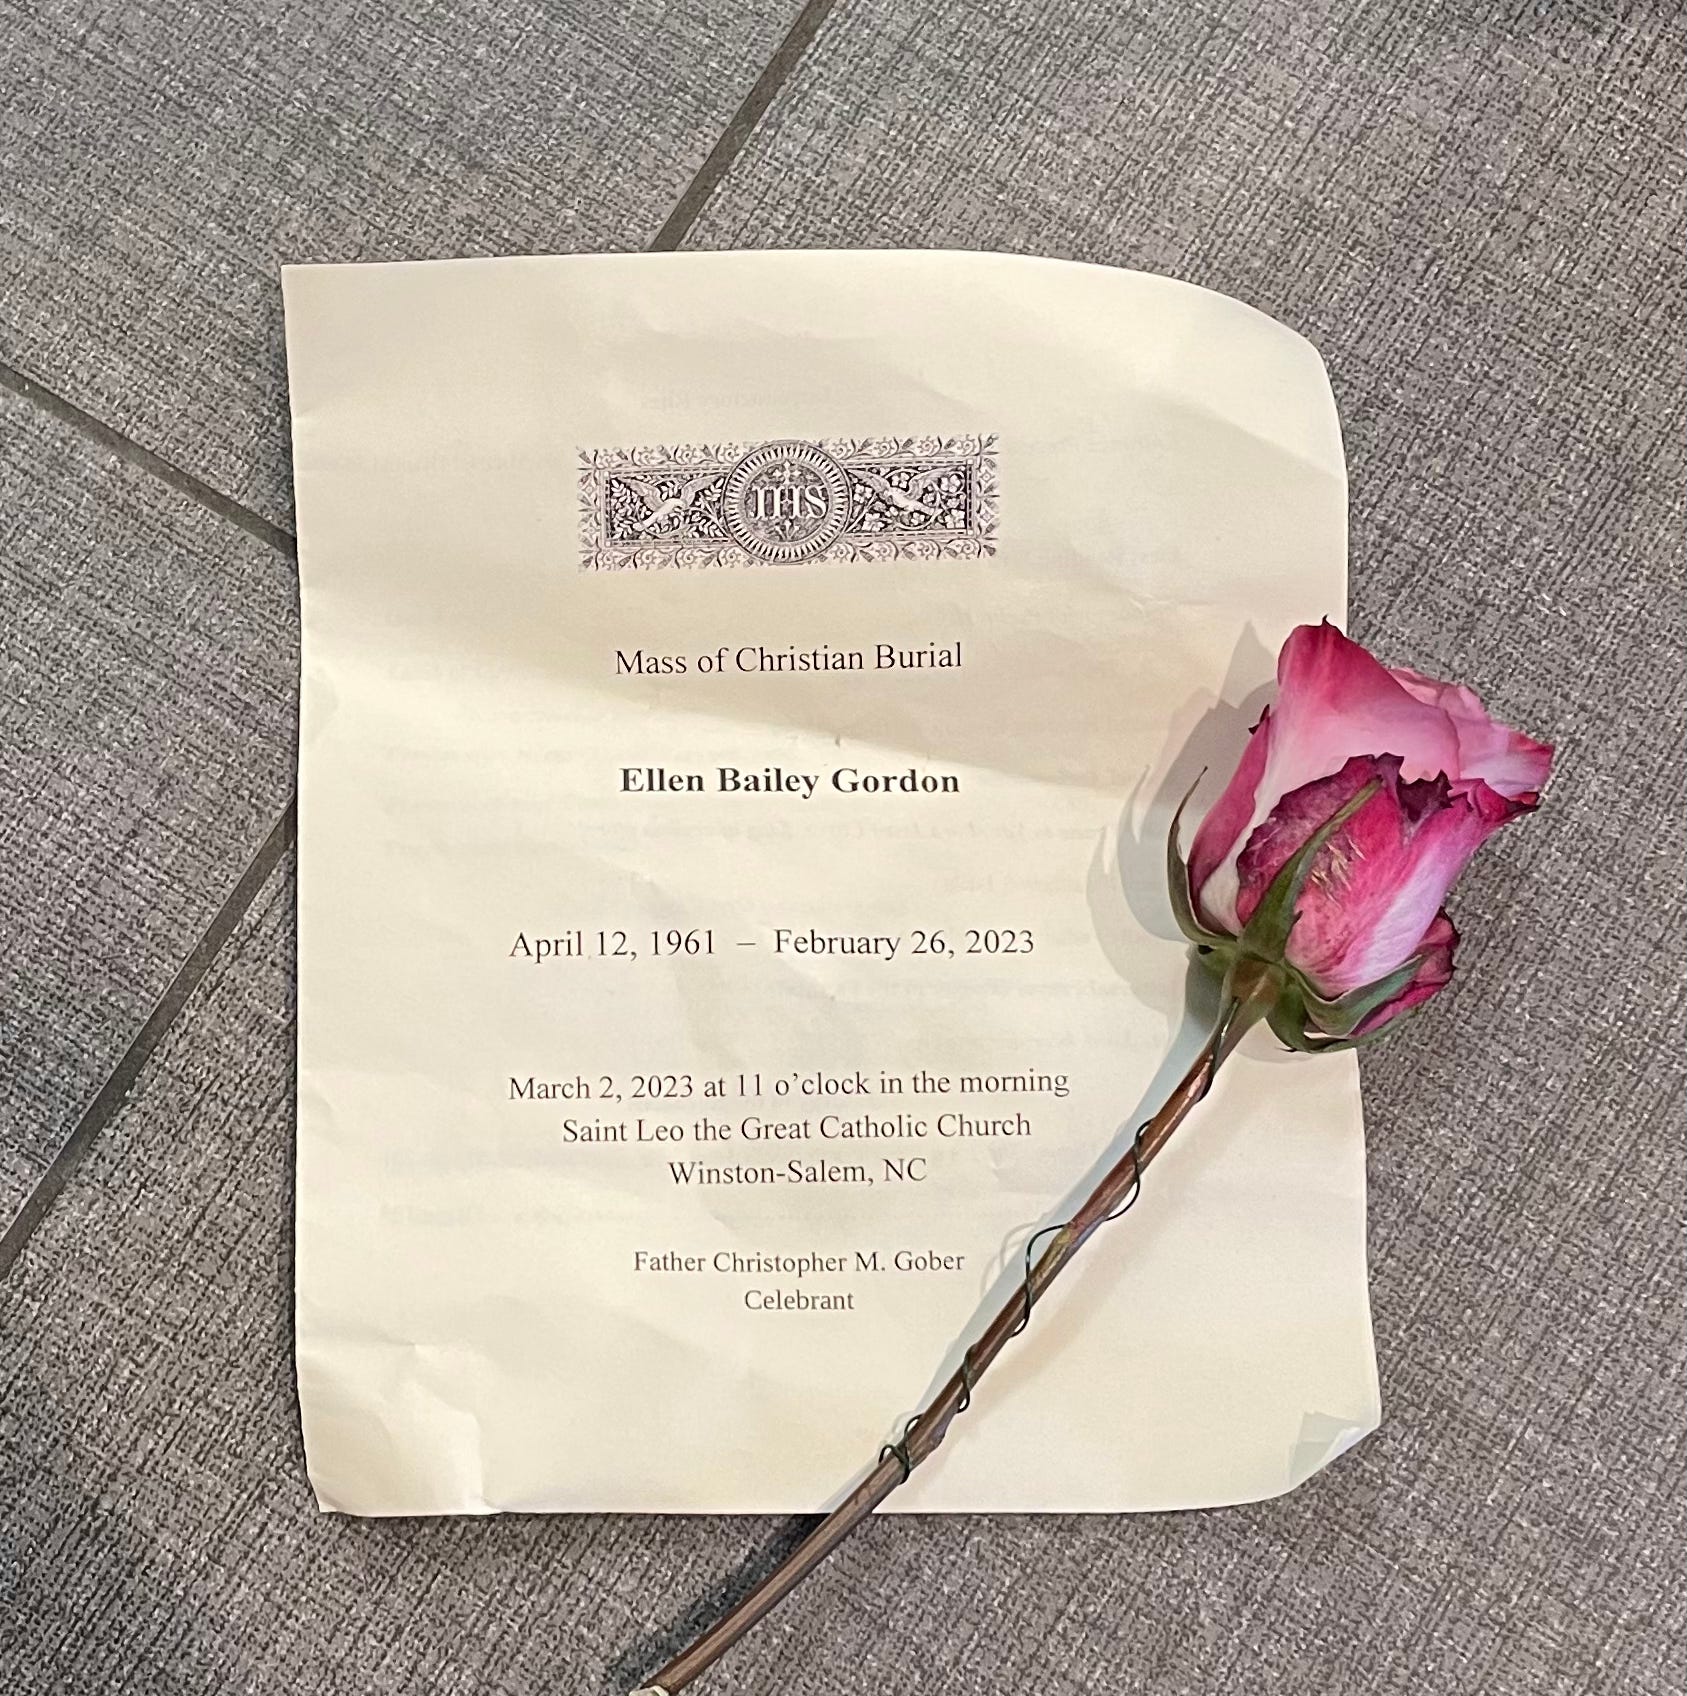 IHS
Mass of Christian Burial
Ellen Bailey Gordon
April 12, 1961 – February 26, 2023
March 2, 2023 at 11 o’clock in the morning
Saint Leo the Great Catholic Church
Winston-Salem, NC
Father Christopher M. Gober
Celebrant